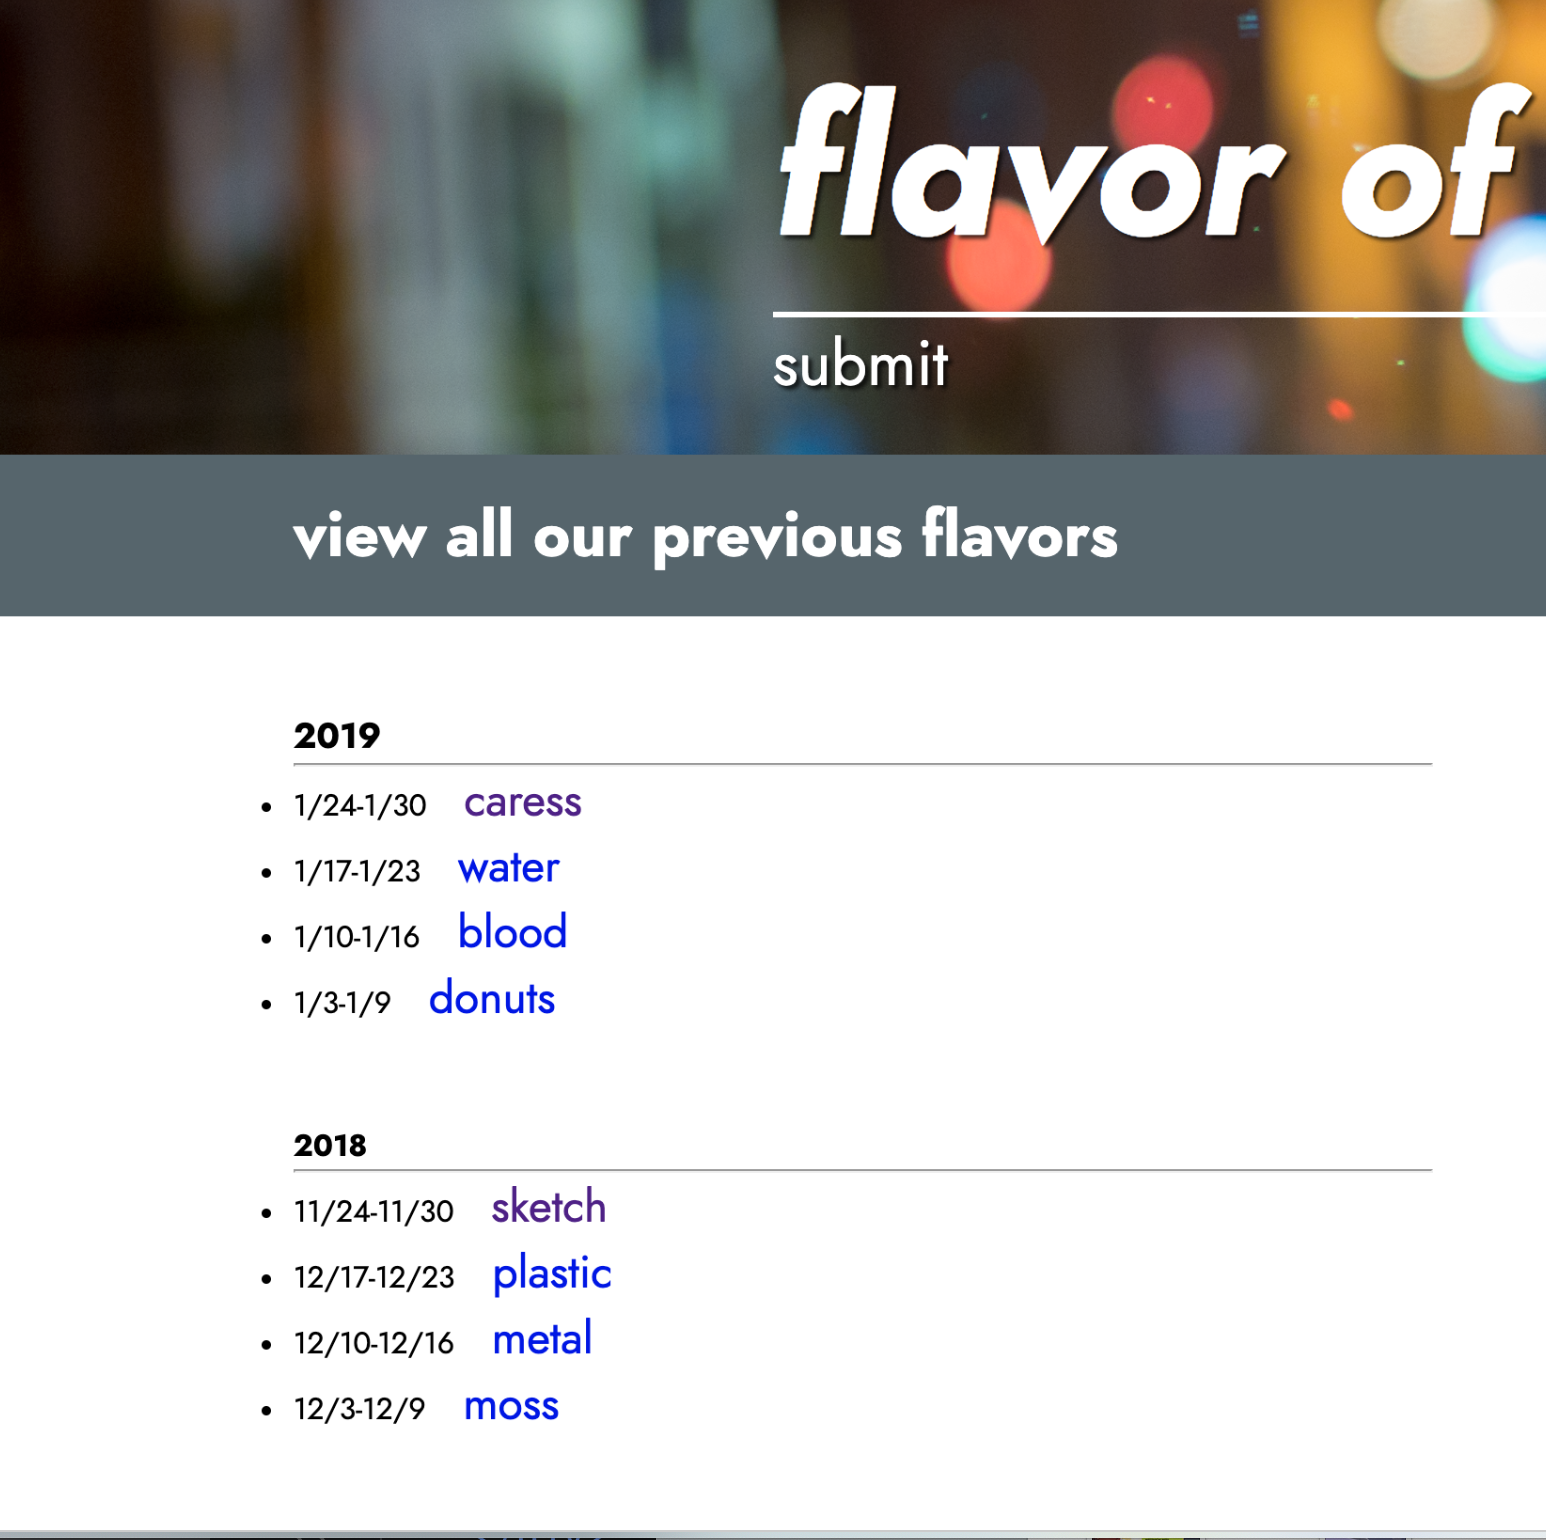 flavor of
submit
view all our previous flavors
2019
1/24-1/30 caress
1/17-1/23 water
1/10-1/16 blood
1/3-1/9 donuts
2018
11/24-11/30 sketch
12/17-12/23 plastic
12/10-12/16 metal
12/3-12/9 moss